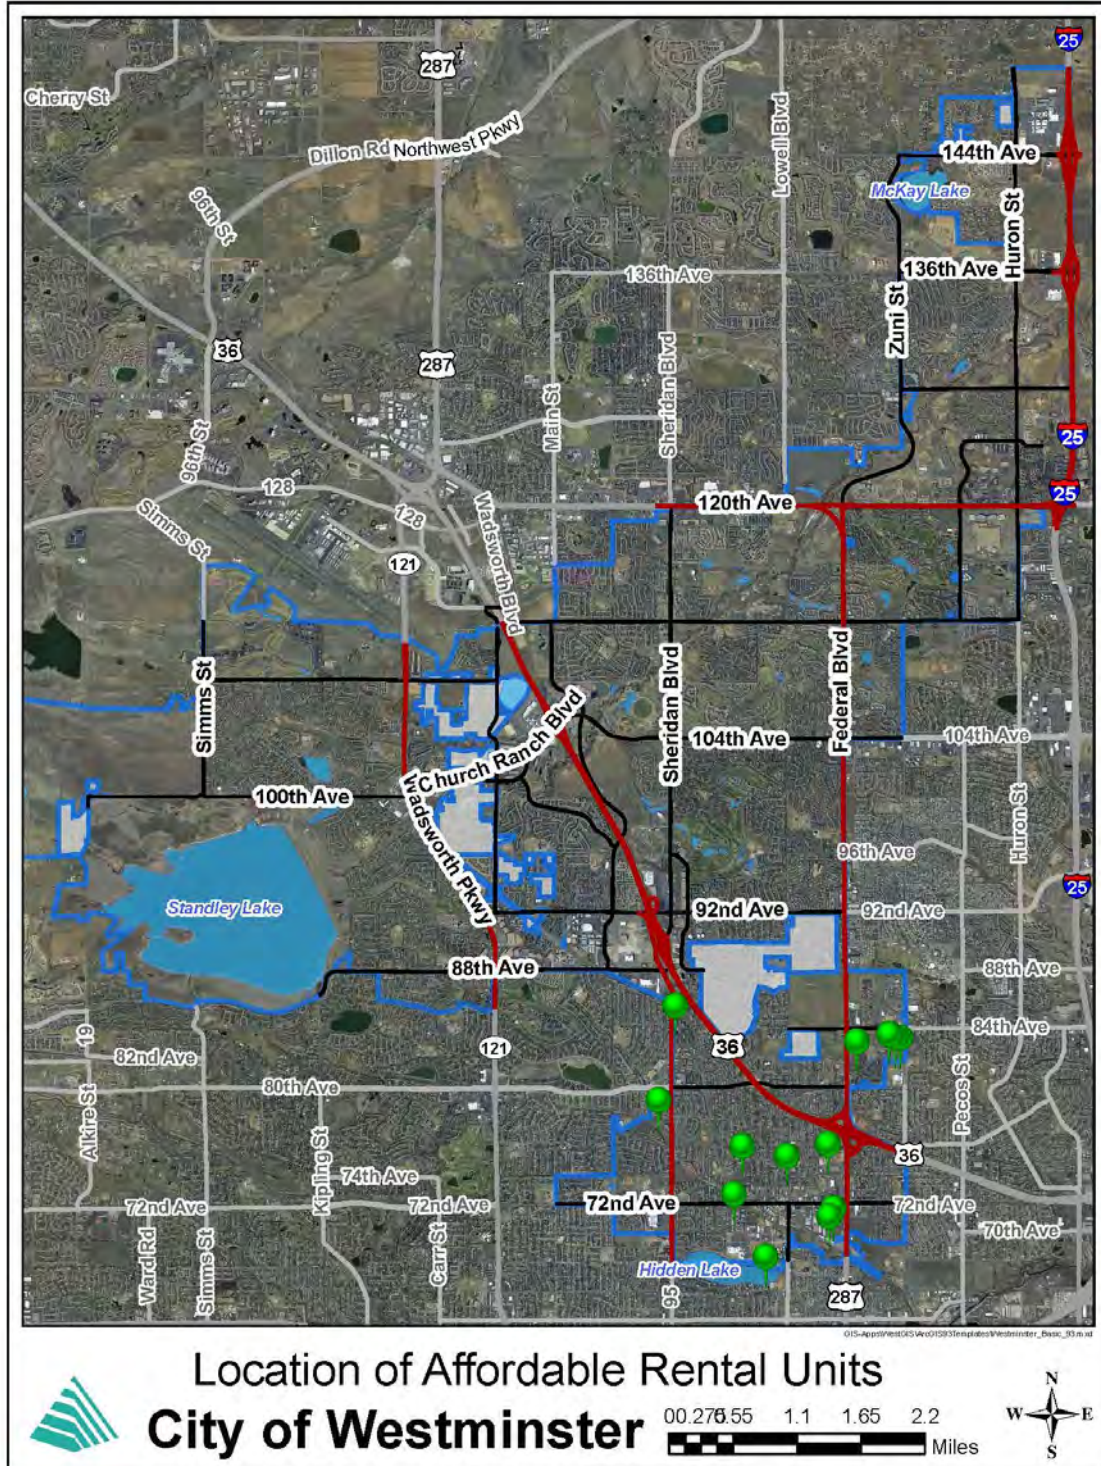 25
287
Cherry St
Dillon Rd Northwest Pkwy
Lowell Blvd
144th Ave
McKay Lake
96th St
Huron St
136th Ave
136th Ave
Zuni St
36
287
Sheridan Blvd
Main St
25
96th St
128
25
120th Ave
128
Simms St
Wadsworth Blvd
121
Simms St
Sheridan Blvd
Federal Blvd
Church Ranch Blvd
104th Ave
104th Ave
100th Ave
Huron St
Wadsworth Pkwy
96th Ave
25
Standley Lake
92nd Ave
92nd Ave
88th Ave
88th Ave
84th Ave
19
36
121
82nd Ave
80th Ave
Pecos St
Alkire St
36
Kipling St
74th Ave
72nd Ave
72nd Ave
72nd Ave
72nd Ave
70th Ave
Ward Rd
Simms St
Carr St
Hidden Lake
95
287
Location of Affordable Rental Units
City of Westminster
00.275 0.55 1.1 1.65 2.2
Miles
N
W E
S